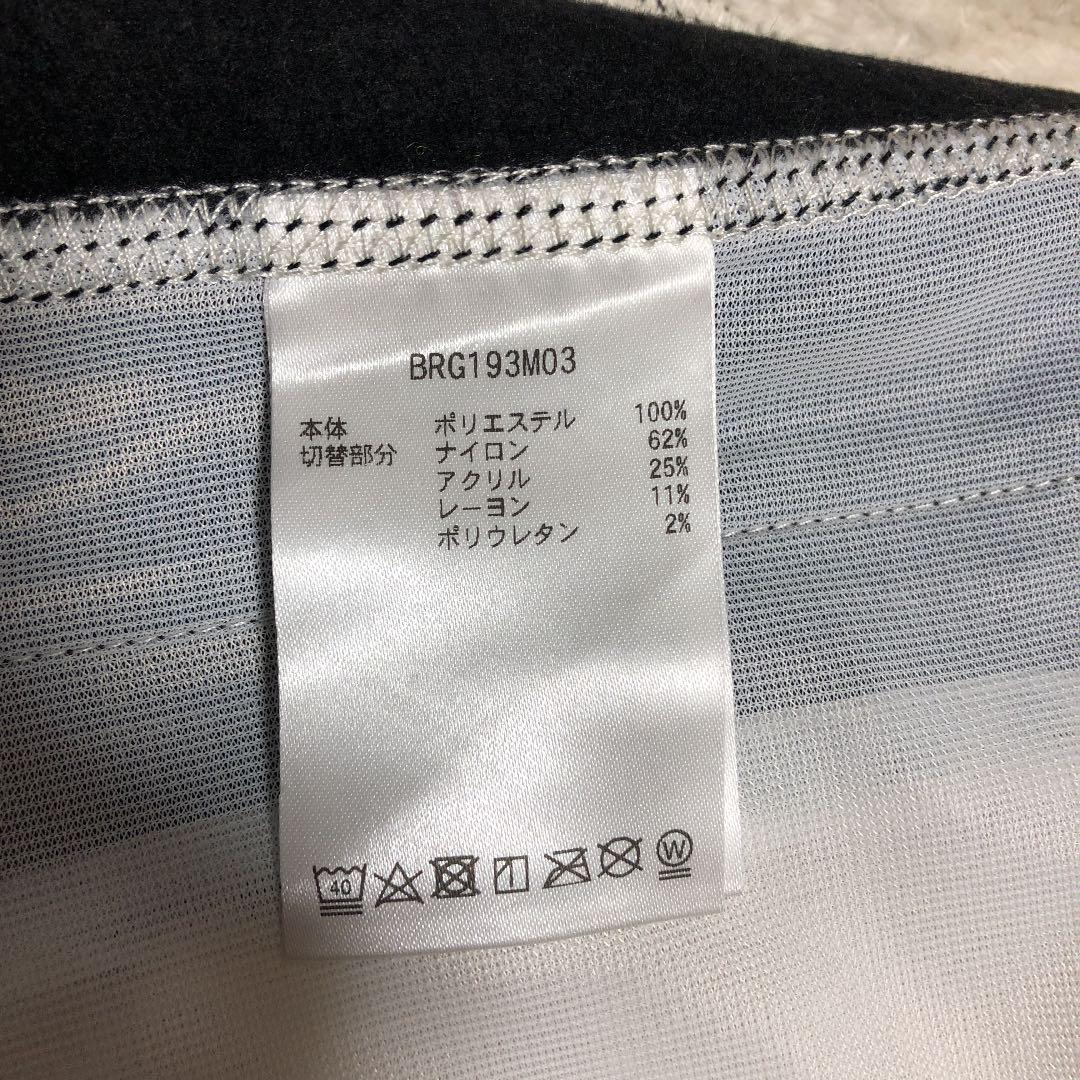 BRG193M03
本体 ポリエステル 100%
切替部分 ナイロン 62%
アクリル 25%
レーヨン 11%
ポリウレタン 2%
40 W